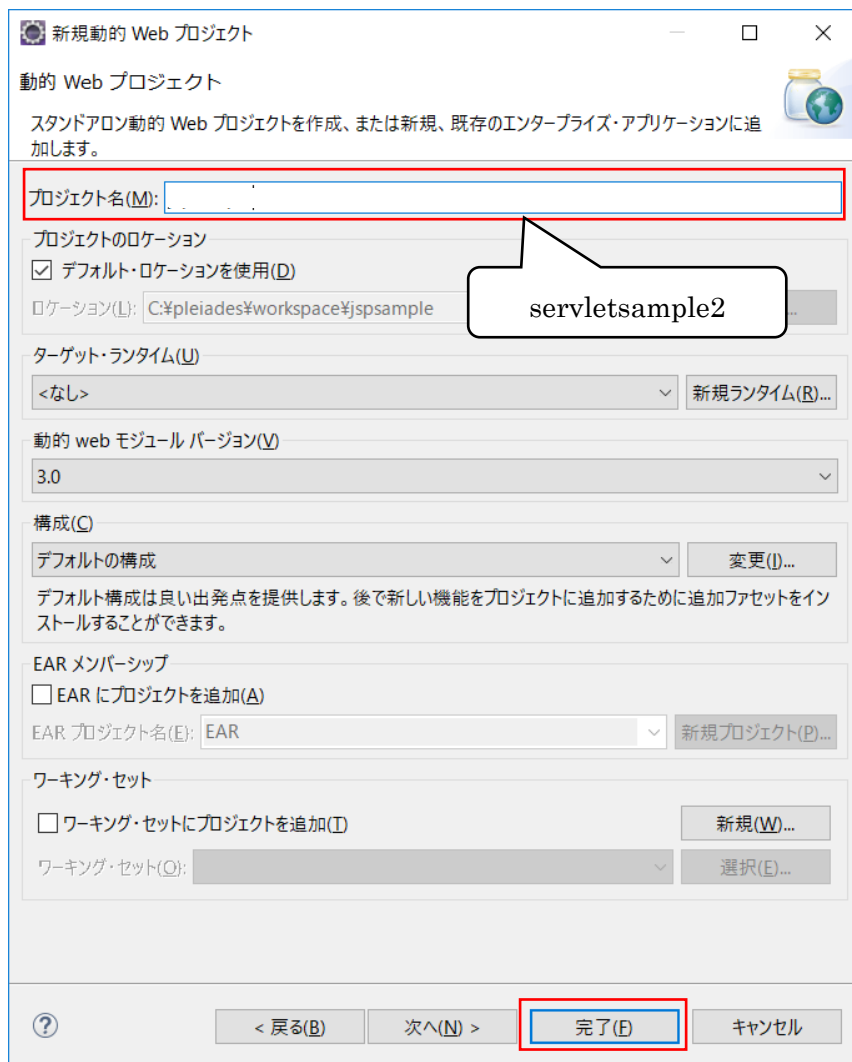 新規動的 Web プロジェクト
動的 Web プロジェクト
スタンドアロン動的 Web プロジェクトを作成、または新規、既存のエンタープライズ・アプリケーションに追
加します。
プロジェクト名(M):
プロジェクトのロケーション
デフォルト・ロケーションを使用(D)
servletsample2
ロケーション(L): C:¥pleiades¥workspace¥jspsample ...
ターゲット・ランタイム(U)
<なし> 新規ランタイム(R)...
動的 web モジュール バージョン(V)
3.0
構成(C)
デフォルトの構成 変更(I)...
デフォルト構成は良い出発点を提供します。後で新しい機能をプロジェクトに追加するために追加ファセットをイン
ストールすることができます。
EAR メンバーシップ
EAR にプロジェクトを追加(A)
EAR プロジェクト名(E): EAR 新規プロジェクト(P)...
ワーキング・セット
ワーキング・セットにプロジェクトを追加(T) 新規(W)...
ワーキング・セット(O): 選択(E)...
? < 戻る(B) 次へ(N) > 完了(F) キャンセル